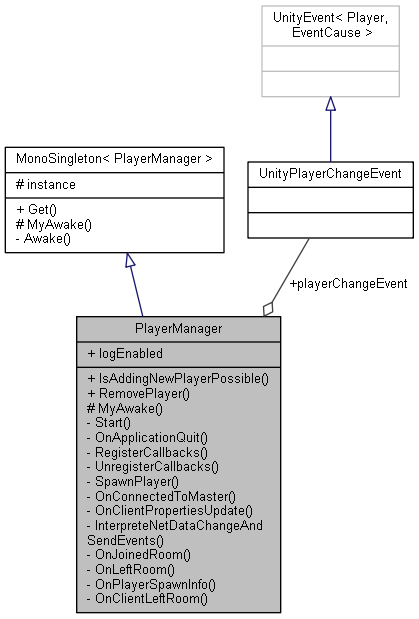 UnityEvent< Player,
EventCause >
MonoSingleton< PlayerManager >
# instance
+ Get()
# MyAwake()
- Awake()
UnityPlayerChangeEvent
+playerChangeEvent
PlayerManager
+ logEnabled
+ IsAddingNewPlayerPossible()
+ RemovePlayer()
# MyAwake()
- Start()
- OnApplicationQuit()
- RegisterCallbacks()
- UnregisterCallbacks()
- SpawnPlayer()
- OnConnectedToMaster()
- OnClientPropertiesUpdate()
- InterpreteNetDataChangeAnd
SendEvents()
- OnJoinedRoom()
- OnLeftRoom()
- OnPlayerSpawnInfo()
- OnClientLeftRoom()